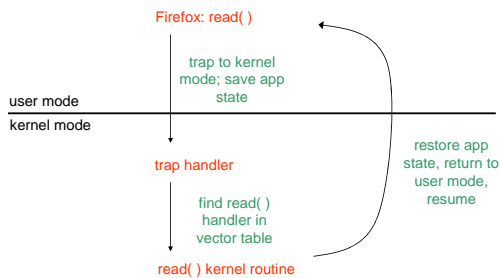 Firefox: read( )
trap to kernel
mode; save app
state
user mode
kernel mode
trap handler
restore app
state, return to
user mode,
resume
find read( )
handler in
vector table
read( ) kernel routine